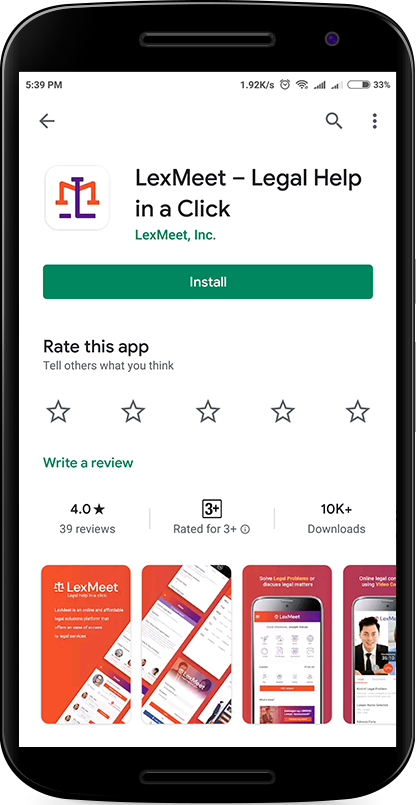 5:39 PM
1.92K/s
33%
LexMeet – Legal Help
in a Click
LexMeet, Inc.
Install
Rate this app
Tell others what you think
Write a review
4.0★
39 reviews
3+
Rated for 3+
10K+
Downloads
LexMeet
Legal help in a click
LexMeet is an online and affordable
legal solutions platform that
offers an ease of access
to legal services
Solve Legal Problems or
discuss legal matters
LexMeet
Online legal con
using Video Ca